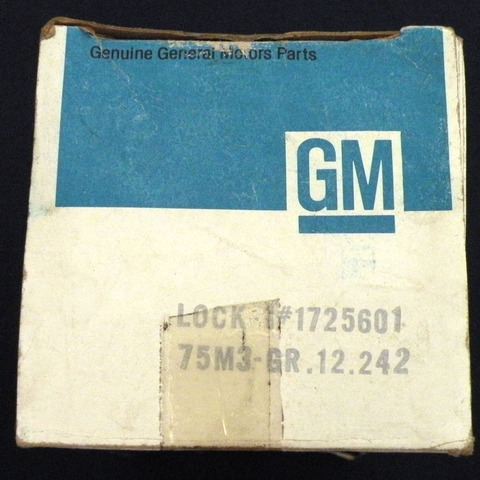 Genuine General Motors Parts
GM
LOCK #1725601
75M3-GR.12.242